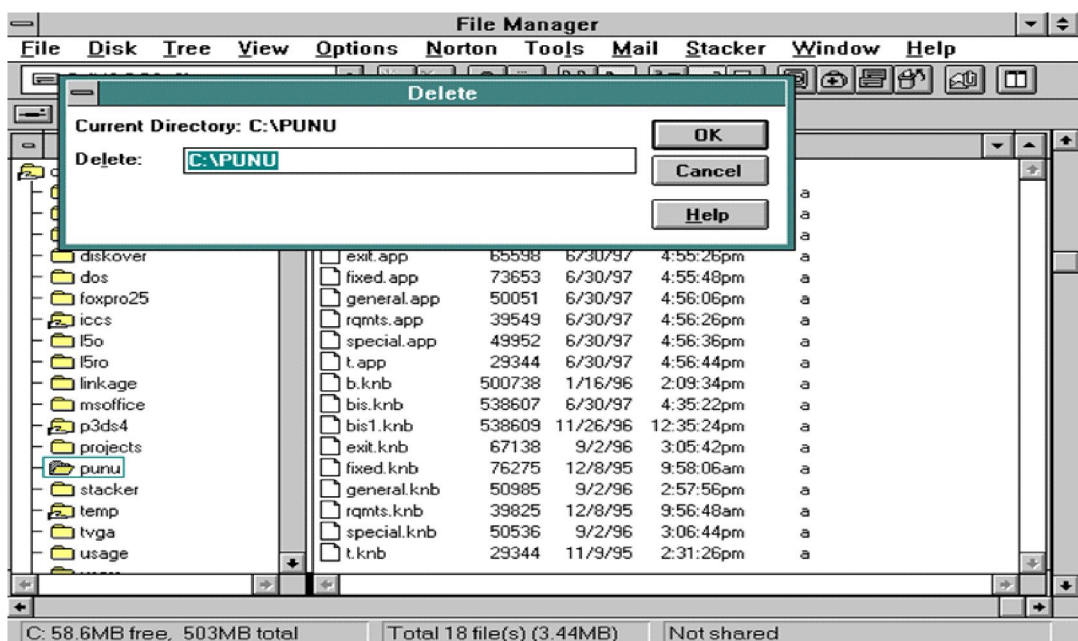 File Manager
File Disk Tree View Options Norton Tools Mail Stacker Window Help
Delete
Current Directory: C:\PUNU
Delete: C:\PUNU
OK
Cancel
Help
a
a
a
diskover exit.app 65598 6/30/97 4:55:26pm a
dos fixed.app 73653 6/30/97 4:55:48pm a
foxpro25 general.app 50051 6/30/97 4:56:06pm a
iccs rqmts.app 39549 6/30/97 4:56:26pm a
l5o special.app 49952 6/30/97 4:56:36pm a
l5ro t.app 29344 6/30/97 4:56:44pm a
linkage b.knb 500738 1/16/96 2:09:34pm a
msoffice bis.knb 538607 6/30/97 4:35:22pm a
p3ds4 bis1.knb 538609 11/26/96 12:35:24pm a
projects exit.knb 67138 9/2/96 3:05:42pm a
punu fixed.knb 76275 12/8/95 9:58:06am a
stacker general.knb 50985 9/2/96 2:57:56pm a
temp rqmts.knb 39825 12/8/95 9:56:48am a
tvga special.knb 50536 9/2/96 3:06:44pm a
usage t.knb 29344 11/9/95 2:31:26pm a
C: 58.6MB free, 503MB total Total 18 file(s) (3.44MB) Not shared